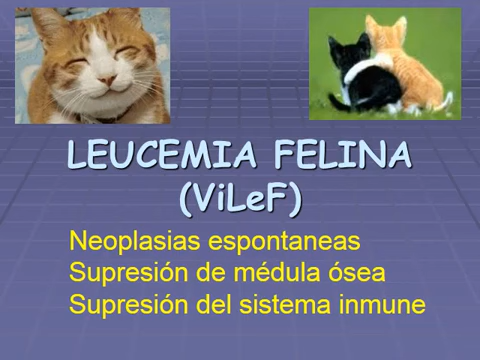 LEUCEMIA FELINA
(ViLeF)
Neoplasias espontaneas
Supresión de médula ósea
Supresión del sistema inmune